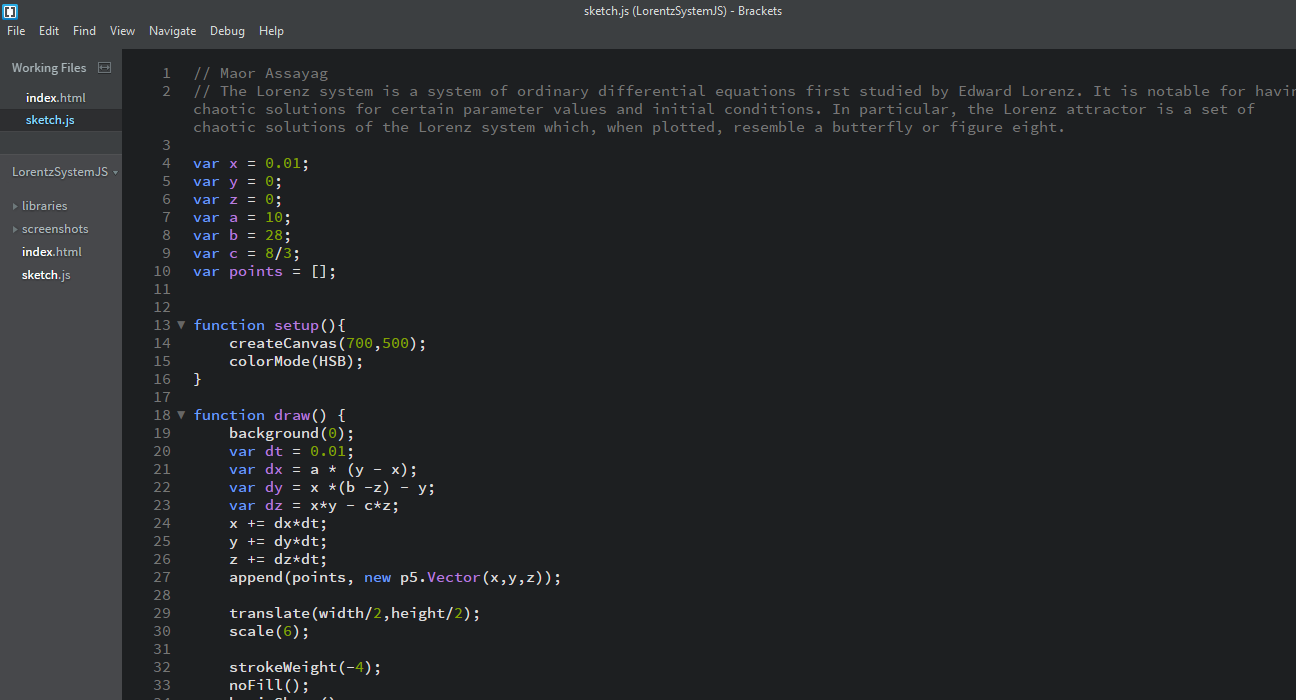 sketch.js (LorentzSystemJS) - Brackets
File Edit Find View Navigate Debug Help
Working Files
index.html
sketch.js
LorentzSystemJS
libraries
screenshots
index.html
sketch.js
1 // Maor Assayag
2 // The Lorenz system is a system of ordinary differential equations first studied by Edward Lorenz. It is notable for havin
chaotic solutions for certain parameter values and initial conditions. In particular, the Lorenz attractor is a set of
chaotic solutions of the Lorenz system which, when plotted, resemble a butterfly or figure eight.
3
4 var x = 0.01;
5 var y = 0;
6 var z = 0;
7 var a = 10;
8 var b = 28;
9 var c = 8/3;
10 var points = [];
11
12
13 function setup(){
14 createCanvas(700,500);
15 colorMode(HSB);
16 }
17
18 function draw() {
19 background(0);
20 var dt = 0.01;
21 var dx = a * (y - x);
22 var dy = x *(b -z) - y;
23 var dz = x*y - c*z;
24 x += dx*dt;
25 y += dy*dt;
26 z += dz*dt;
27 append(points, new p5.Vector(x,y,z));
28
29 translate(width/2,height/2);
30 scale(6);
31
32 strokeWeight(-4);
33 noFill();